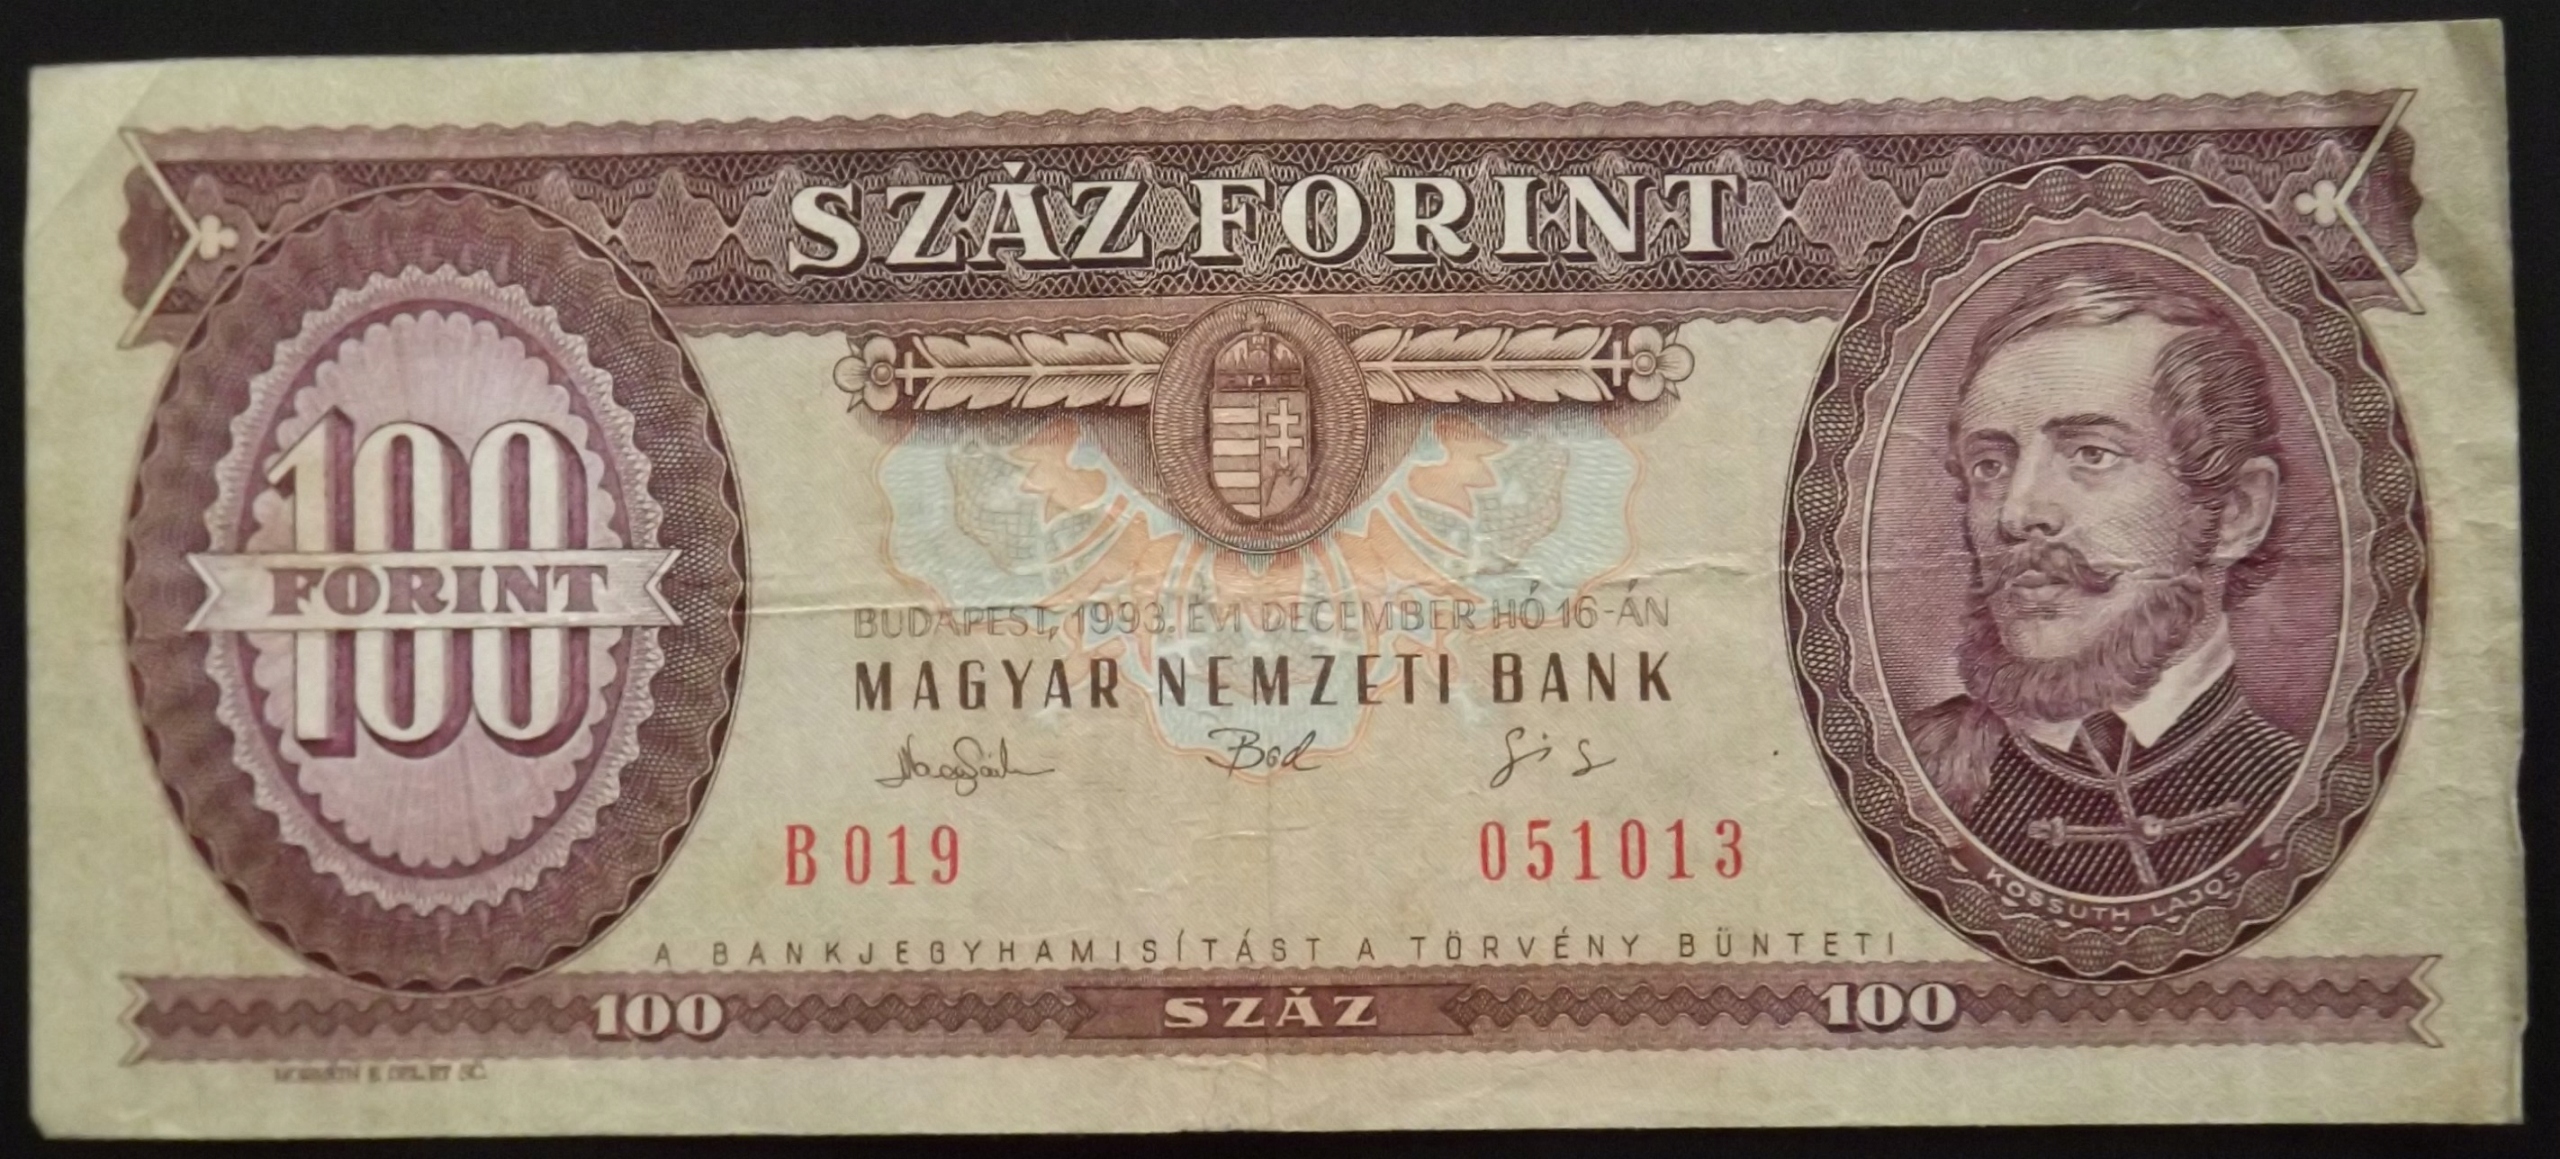 SZÁZ FORINT
100
FORINT
BUDAPEST, 1993. ÉVI DECEMBER HÓ 16-ÁN
MAGYAR NEMZETI BANK
B 019 051013
KOSSUTH LAJOS
A BANKJEGYHAMISÍTÁST A TÖRVÉNY BÜNTETI
100 SZÁZ 100